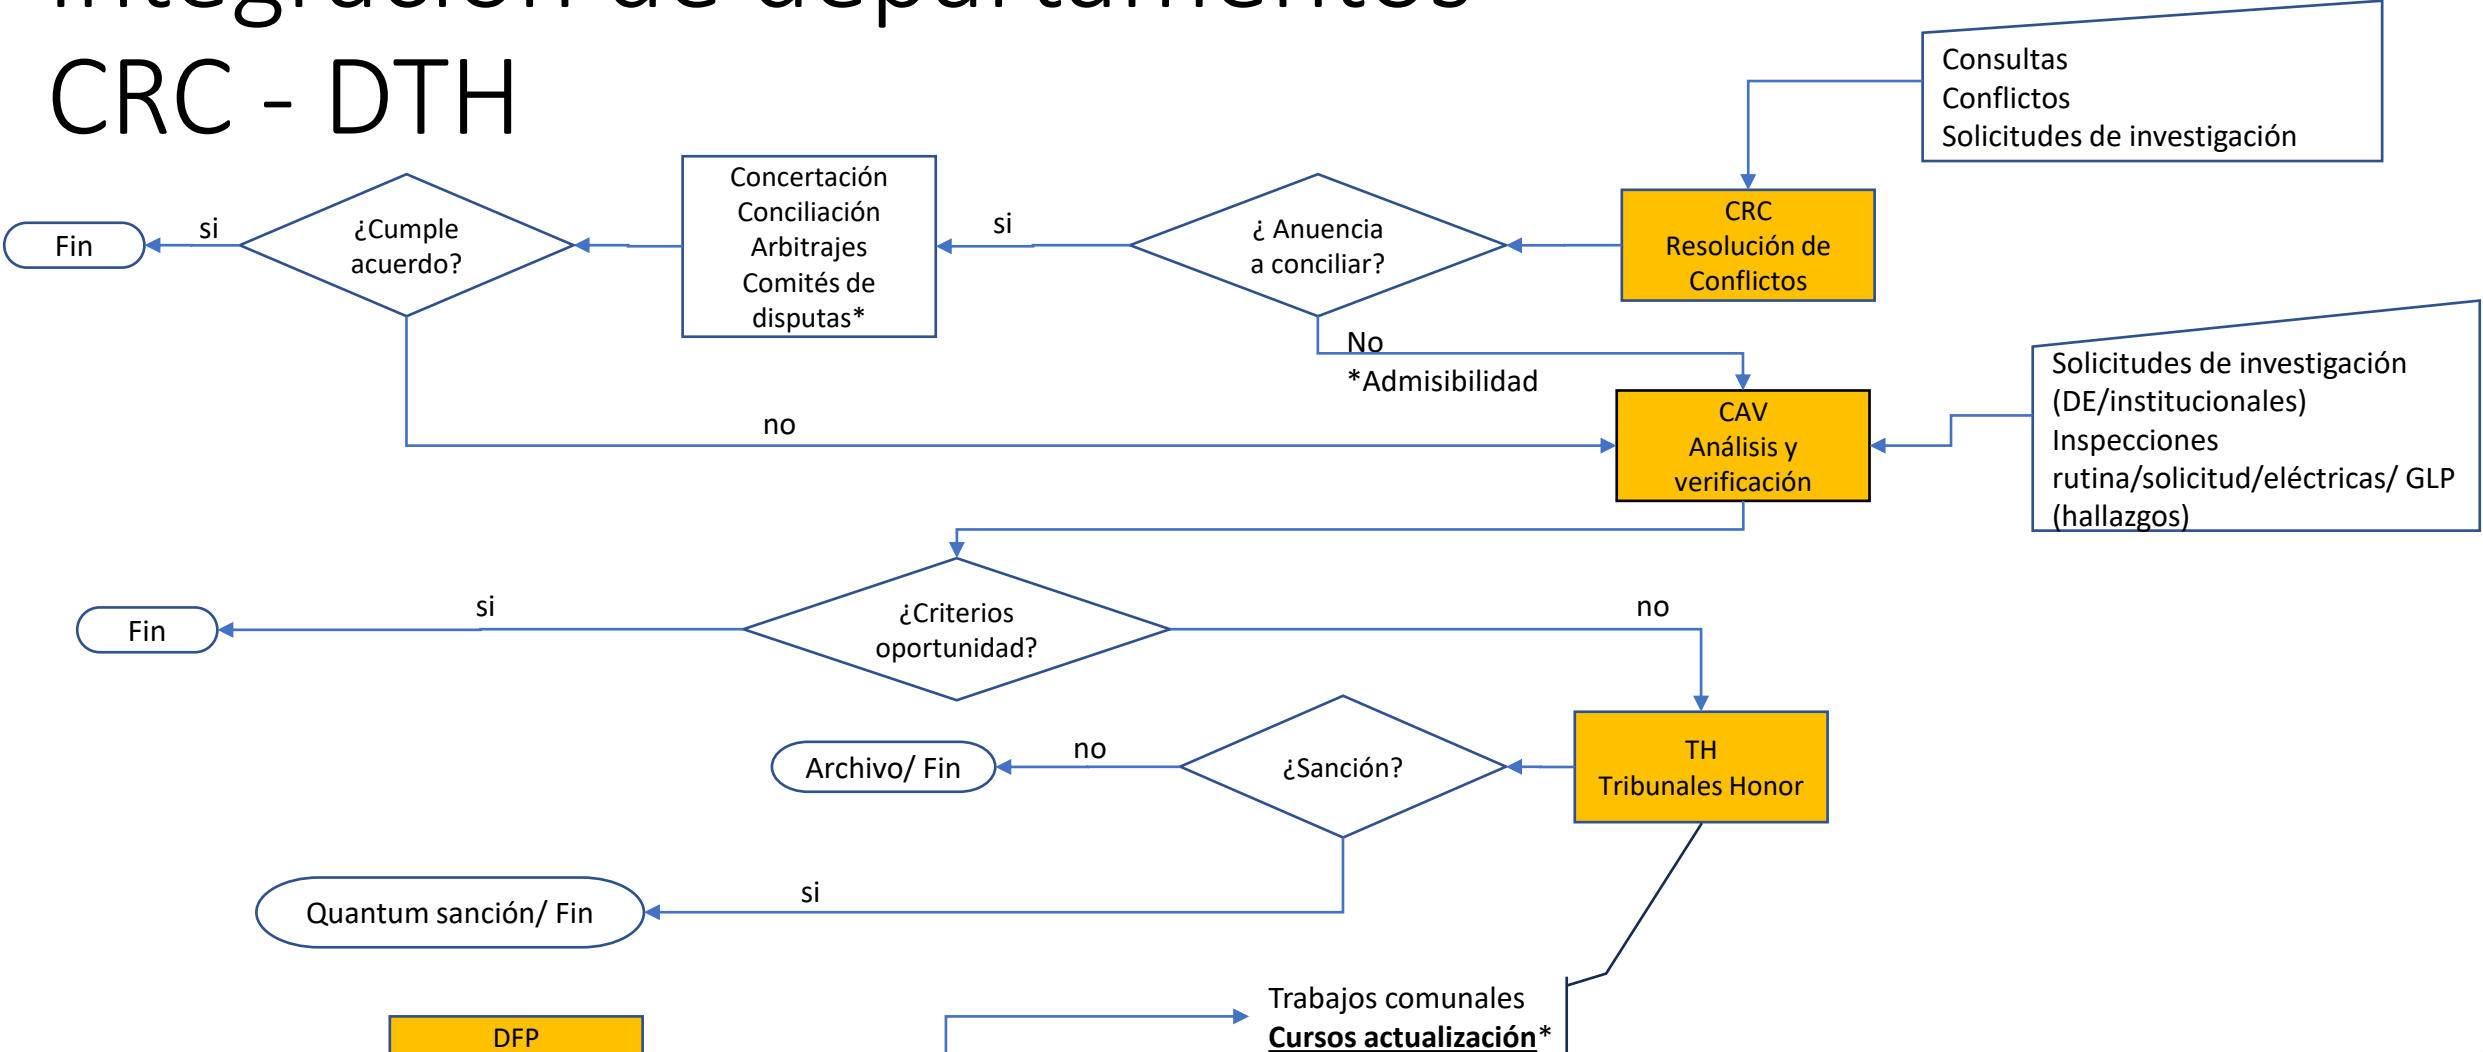 Integración de departamentos
CRC - DTH
Consultas
Conflictos
Solicitudes de investigación
Fin
si
¿Cumple
acuerdo?
Concertación
Conciliación
Arbitrajes
Comités de
disputas*
si
¿ Anuencia
a conciliar?
CRC
Resolución de
Conflictos
No
*Admisibilidad
no
CAV
Análisis y
verificación
Solicitudes de investigación
(DE/institucionales)
Inspecciones
rutina/solicitud/eléctricas/ GLP
(hallazgos)
Fin
si
¿Criterios
oportunidad?
no
Archivo/ Fin
no
¿Sanción?
TH
Tribunales Honor
Quantum sanción/ Fin
si
Trabajos comunales
Cursos actualización*
DFP